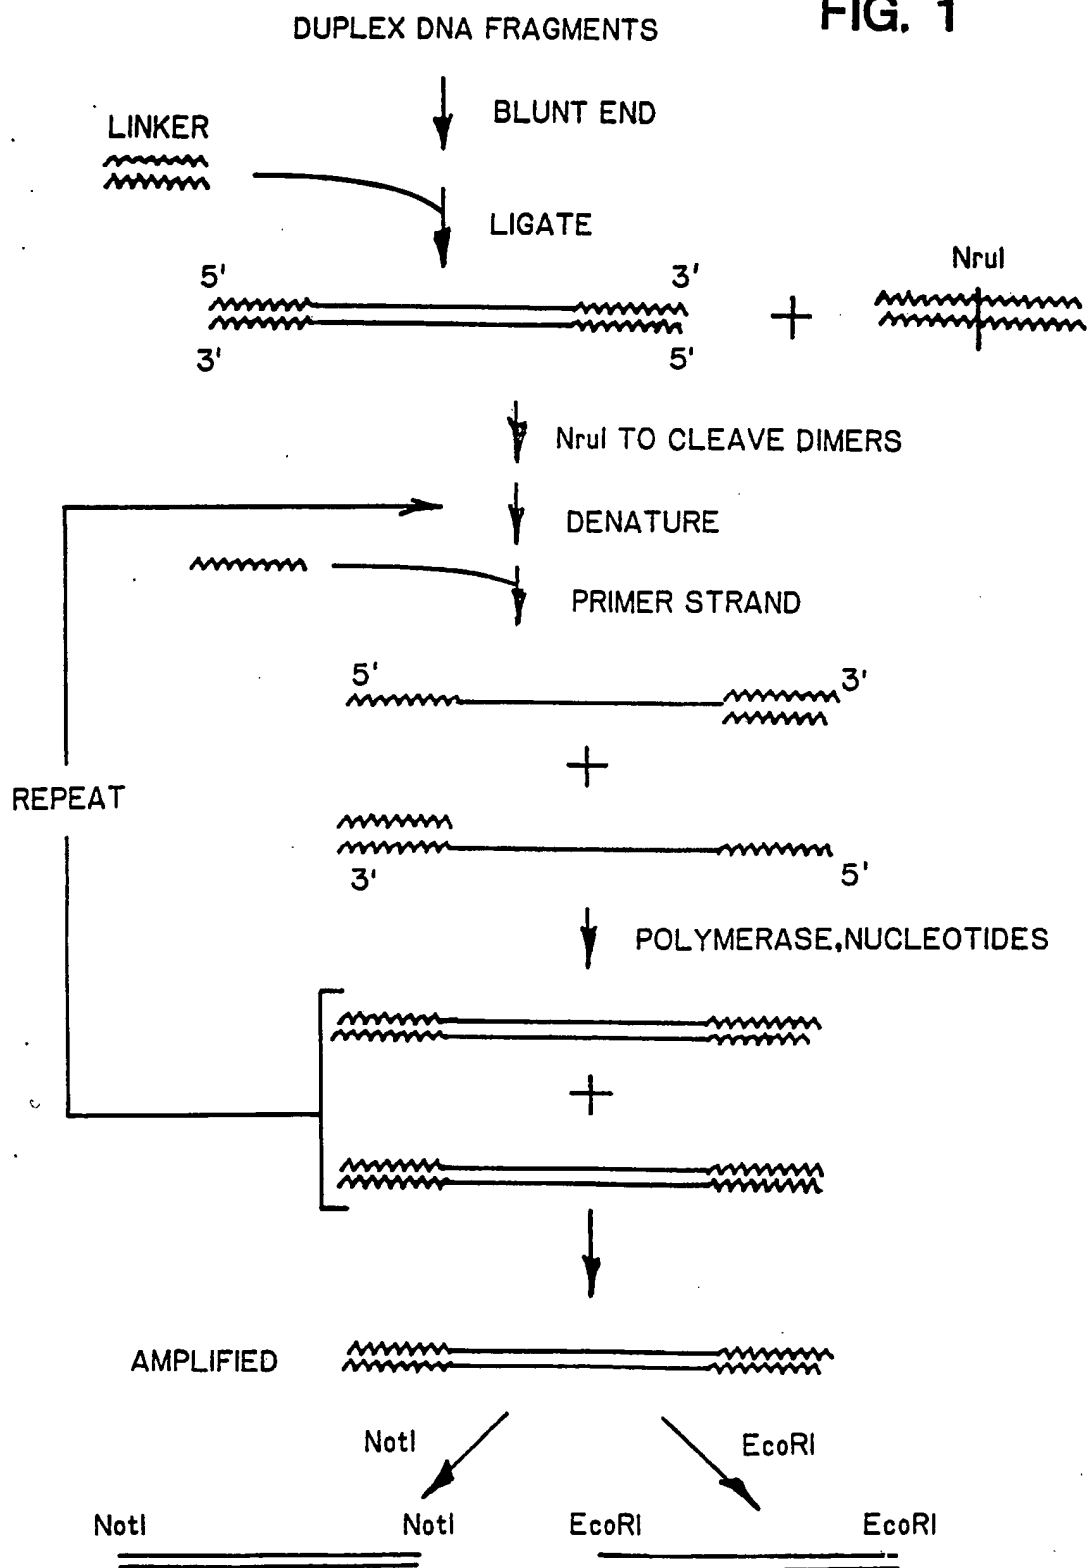 FIG. 1
DUPLEX DNA FRAGMENTS
BLUNT END
LINKER
LIGATE
5' 3'
NruI
+
3' 5'
NruI TO CLEAVE DIMERS
DENATURE
PRIMER STRAND
5' 3'
+
REPEAT
3' 5'
POLYMERASE,NUCLEOTIDES
+
AMPLIFIED
NotI EcoRI
NotI NotI EcoRI EcoRI